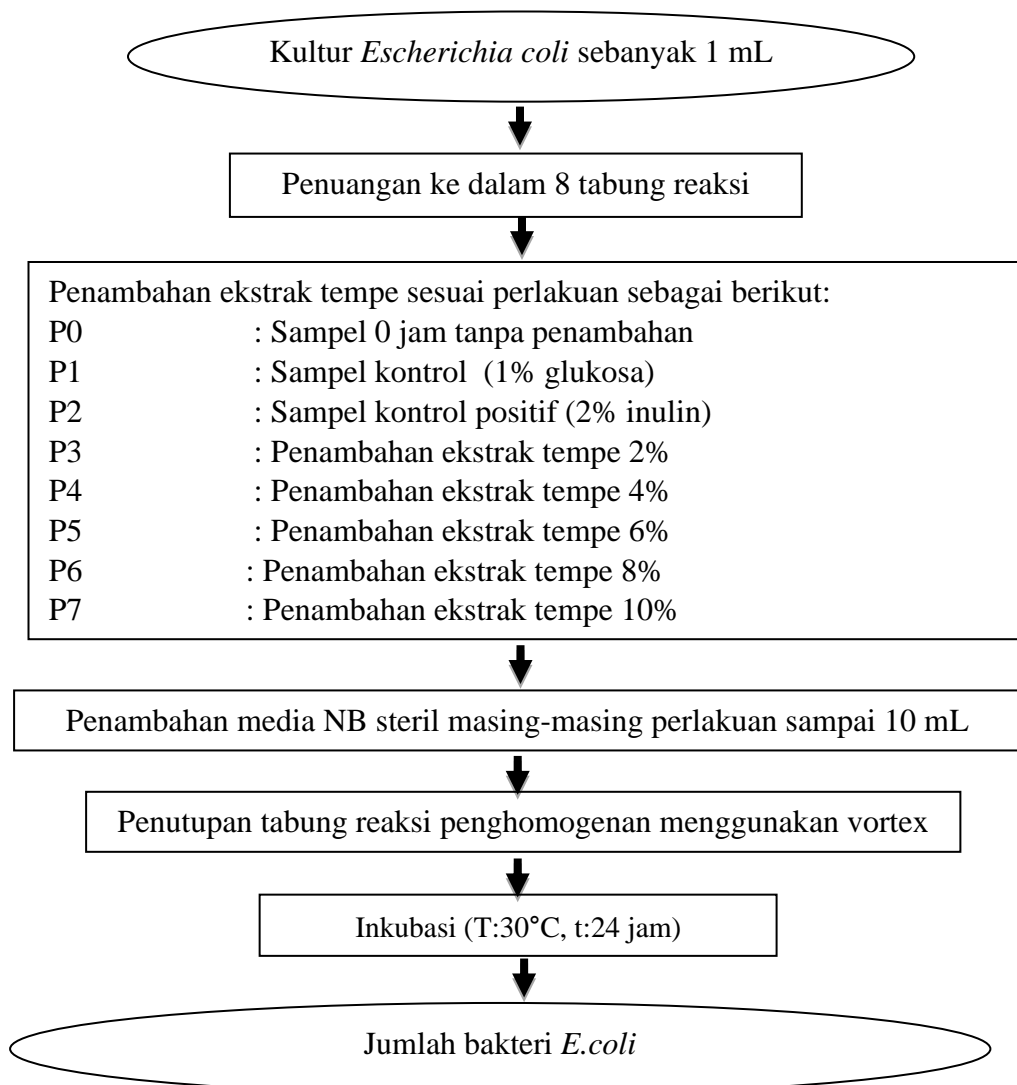 Kultur Escherichia coli sebanyak 1 mL
Penuangan ke dalam 8 tabung reaksi
Penambahan ekstrak tempe sesuai perlakuan sebagai berikut:
P0 : Sampel 0 jam tanpa penambahan
P1 : Sampel kontrol (1% glukosa)
P2 : Sampel kontrol positif (2% inulin)
P3 : Penambahan ekstrak tempe 2%
P4 : Penambahan ekstrak tempe 4%
P5 : Penambahan ekstrak tempe 6%
P6 : Penambahan ekstrak tempe 8%
P7 : Penambahan ekstrak tempe 10%
Penambahan media NB steril masing-masing perlakuan sampai 10 mL
Penutupan tabung reaksi penghomogenan menggunakan vortex
Inkubasi (T:30°C, t:24 jam)
Jumlah bakteri E.coli